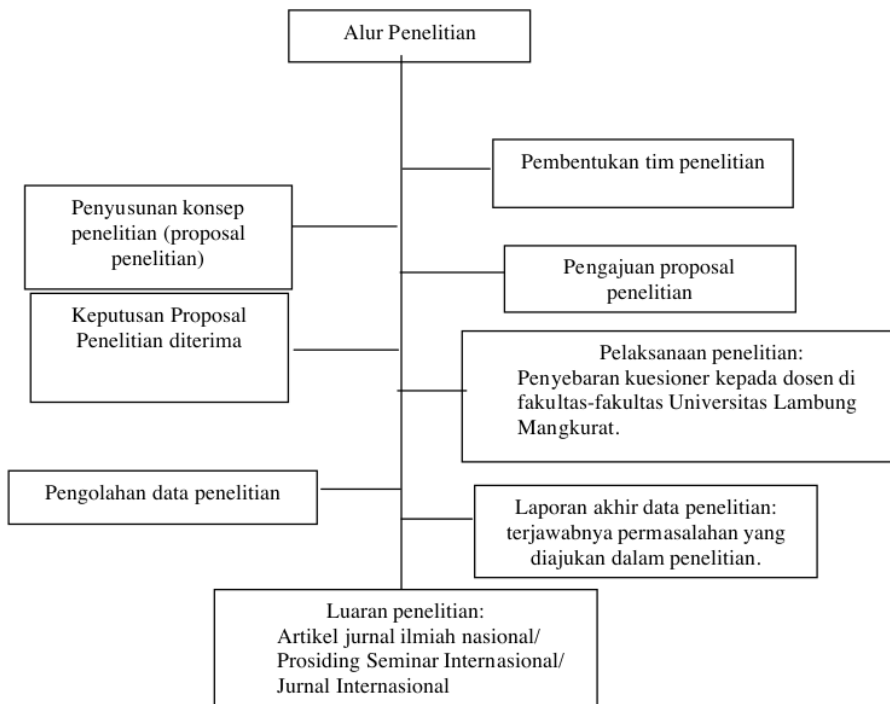 Alur Penelitian
Pembentukan tim penelitian
Penyusunan konsep
penelitian (proposal
penelitian)
Pengajuan proposal
penelitian
Keputusan Proposal
Penelitian diterima
Pelaksanaan penelitian:
Penyebaran kuesioner kepada dosen di
fakultas-fakultas Universitas Lambung
Mangkurat.
Pengolahan data penelitian
Laporan akhir data penelitian:
terjawabnya permasalahan yang
diajukan dalam penelitian.
Luaran penelitian:
Artikel jurnal ilmiah nasional/
Prosiding Seminar Internasional/
Jurnal Internasional